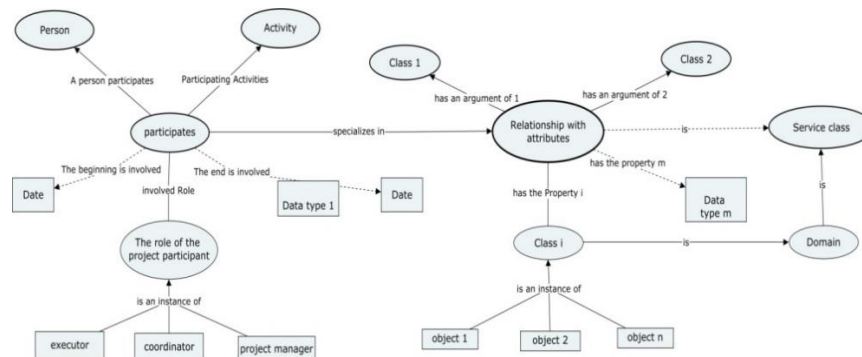 Person
Activity
Class 1
Class 2
A person participates
Participating Activities
has an argument of 1
has an argument of 2
participates
specializes in
Relationship with
attributes
is
Service class
The beginning is involved
The end is involved
has the property m
involved Role
has the Property i
is
Date
Data type 1
Date
Data
type m
The role of the
project participant
Class i
is
Domain
is an instance of
is an instance of
executor
coordinator
project manager
object 1
object 2
object n